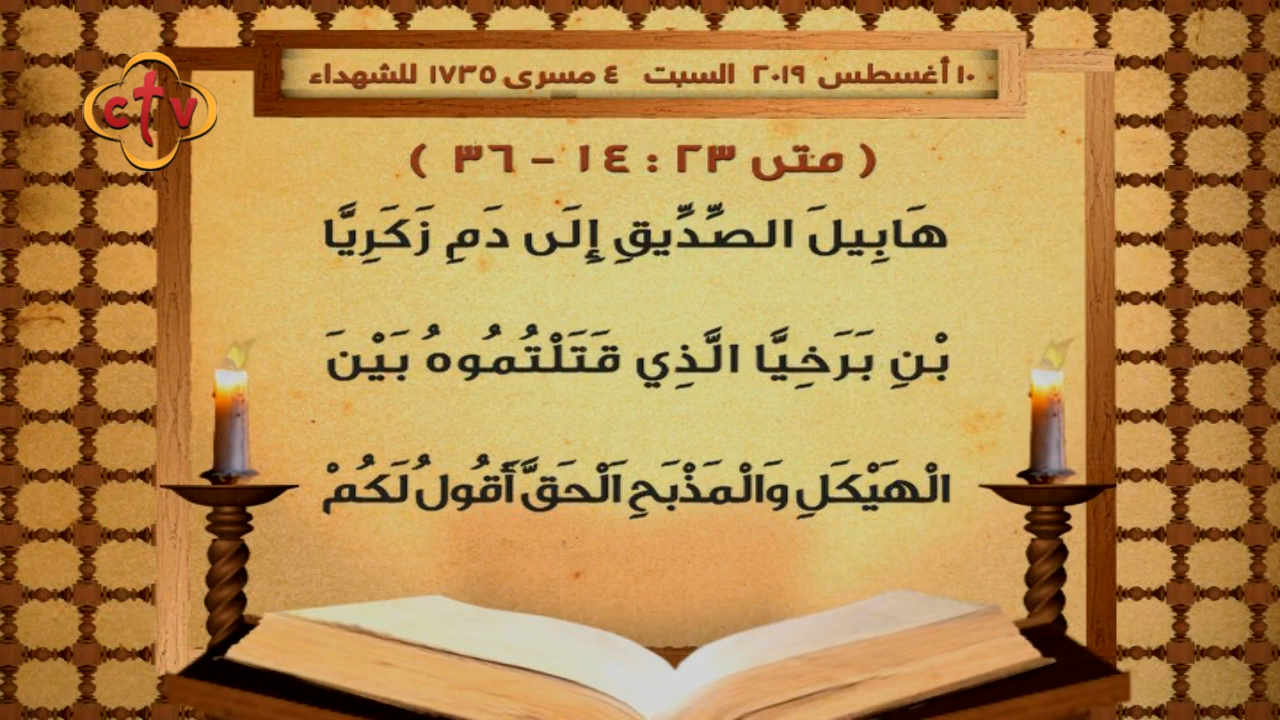 ١٠ أغسطس ٢٠١٩ السبت ٤ مسرى ١٧٣٥ للشهداء
ctv
( متى ٢٣ : ١٤ - ٣٦ )
هَابِيلَ الصِّدِّيقِ إِلَى دَمِ زَكَرِيَّا
بْنِ بَرَخِيَّا الَّذِي قَتَلْتُمُوهُ بَيْنَ
الْهَيْكَلِ وَالْمَذْبَحِ اَلْحَقَّ أَقُولُ لَكُمْ